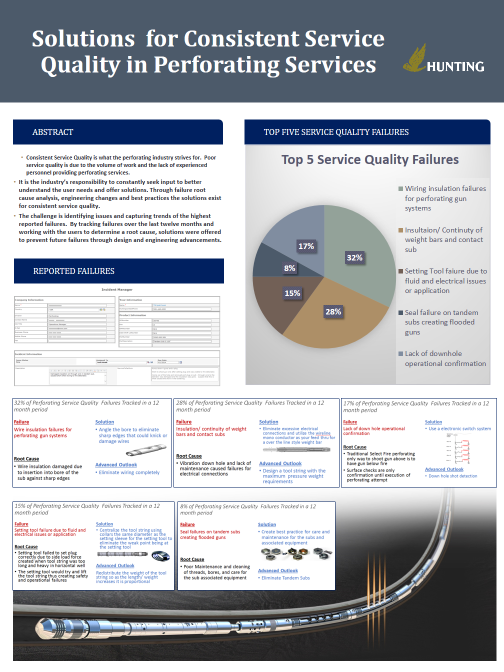 Solutions for Consistent Service
Quality in Perforating Services
HUNTING
ABSTRACT
• Consistent Service Quality is what the perforating industry strives for. Poor
service quality is due to the volume of work and the lack of experienced
personnel providing perforating services.
• It is the industry's responsibility to constantly seek input to better
understand the user needs and offer solutions. Through failure root
cause analysis, engineering changes and best practices the solutions exist
for consistent service quality.
• The challenge is identifying issues and capturing trends of the highest
reported failures. By tracking failures over the last twelve months and
working with the users to determine a root cause, solutions were offered
to prevent future failures through design and engineering advancements.
REPORTED FAILURES
Incident Manager
TOP FIVE SERVICE QUALITY FAILURES
Top 5 Service Quality Failures
32%
28%
15%
8%
17%
Wiring insulation failures
for perforating gun
systems
Insultaion/ Continuity of
weight bars and contact
sub
Setting Tool faiure due to
fluid and electrical issues
or application
Seal failure on tandem
subs creating flooded
guns
Lack of downhole
operational confirmation
32% of Perforating Service Quality Failures Tracked in a 12
month period
Failure
Wire insulation failures for
perforating gun systems
Root Cause
• Wire insulation damaged due
to insertion into bore of the
sub against sharp edges
Solution
• Angle the bore to eliminate
sharp edges that could knock or
damage wires
Advanced Outlook
• Eliminate wiring completely
28% of Perforating Service Quality Failures Tracked in a 12
month period
Failure
Insulation/ continuity of weight
bars and contact subs
Root Cause
• Vibration down hole and lack of
maintenance caused failures for
electrical connections
Solution
• Eliminate excessive electrical
connections and utilize the wireline
make conductor as your feed thru for
a over the line style weight bar
Advanced Outlook
• Design a tool string with the
maximum pressure weight
requirements
17% of Perforating Service Quality Failures Tracked in a 12
month period
Failure
Lack of down hole operational
confirmation
Root Cause
• Traditional Select Fire perforating
only way to shoot gun above is to
have gun below fire
• Surface checks are only
confirmation until execution of
perforating attempt
Solution
• Use a electronic switch system
Advanced Outlook
• Down hole shot detection
15% of Perforating Service Quality Failures Tracked in a 12
month period
Failure
Setting tool failure due to fluid and
electrical issues or application
Root Cause
• Setting tool failed to set plug
correctly due to side load force
created when tool string was too
long and heavy in horizontal well
• The setting tool would try and lift
the tool string thus creating safety
and operational failures
Solution
• Centralize the tool string using
collars the same diameter as the
setting sleeve for the setting tool to
eliminate the weak point being at
the setting tool
Advanced Outlook
Redistribute the weight of the tool
string so as the lengths/ weight
increases it is proportional
8% of Perforating Service Quality Failures Tracked in a 12
month period
Failure
Seal failures on tandem subs
creating flooded guns
Root Cause
• Poor Maintenance and cleaning
of threads, bores, and care for
the sub associated equipment
Solution
• Create best practice for care and
maintenance for the subs and
associated equipment
Advanced Outlook
• Eliminate Tandem Subs